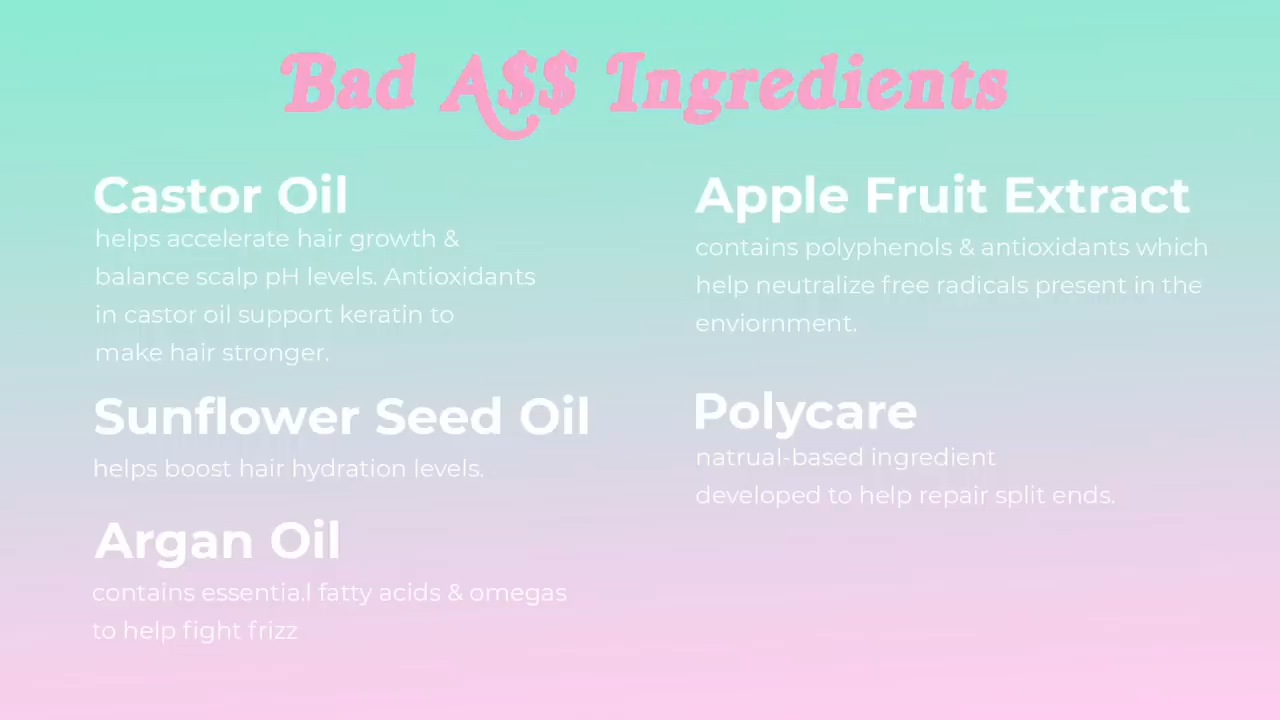 Bad A$$ Ingredients
Castor Oil
helps accelerate hair growth &
balance scalp pH levels. Antioxidants
in castor oil support keratin to
make hair stronger.
Sunflower Seed Oil
helps boost hair hydration levels.
Argan Oil
contains essentia.l fatty acids & omegas
to help fight frizz
Apple Fruit Extract
contains polyphenols & antioxidants which
help neutralize free radicals present in the
enviornment.
Polycare
natrual-based ingredient
developed to help repair split ends.